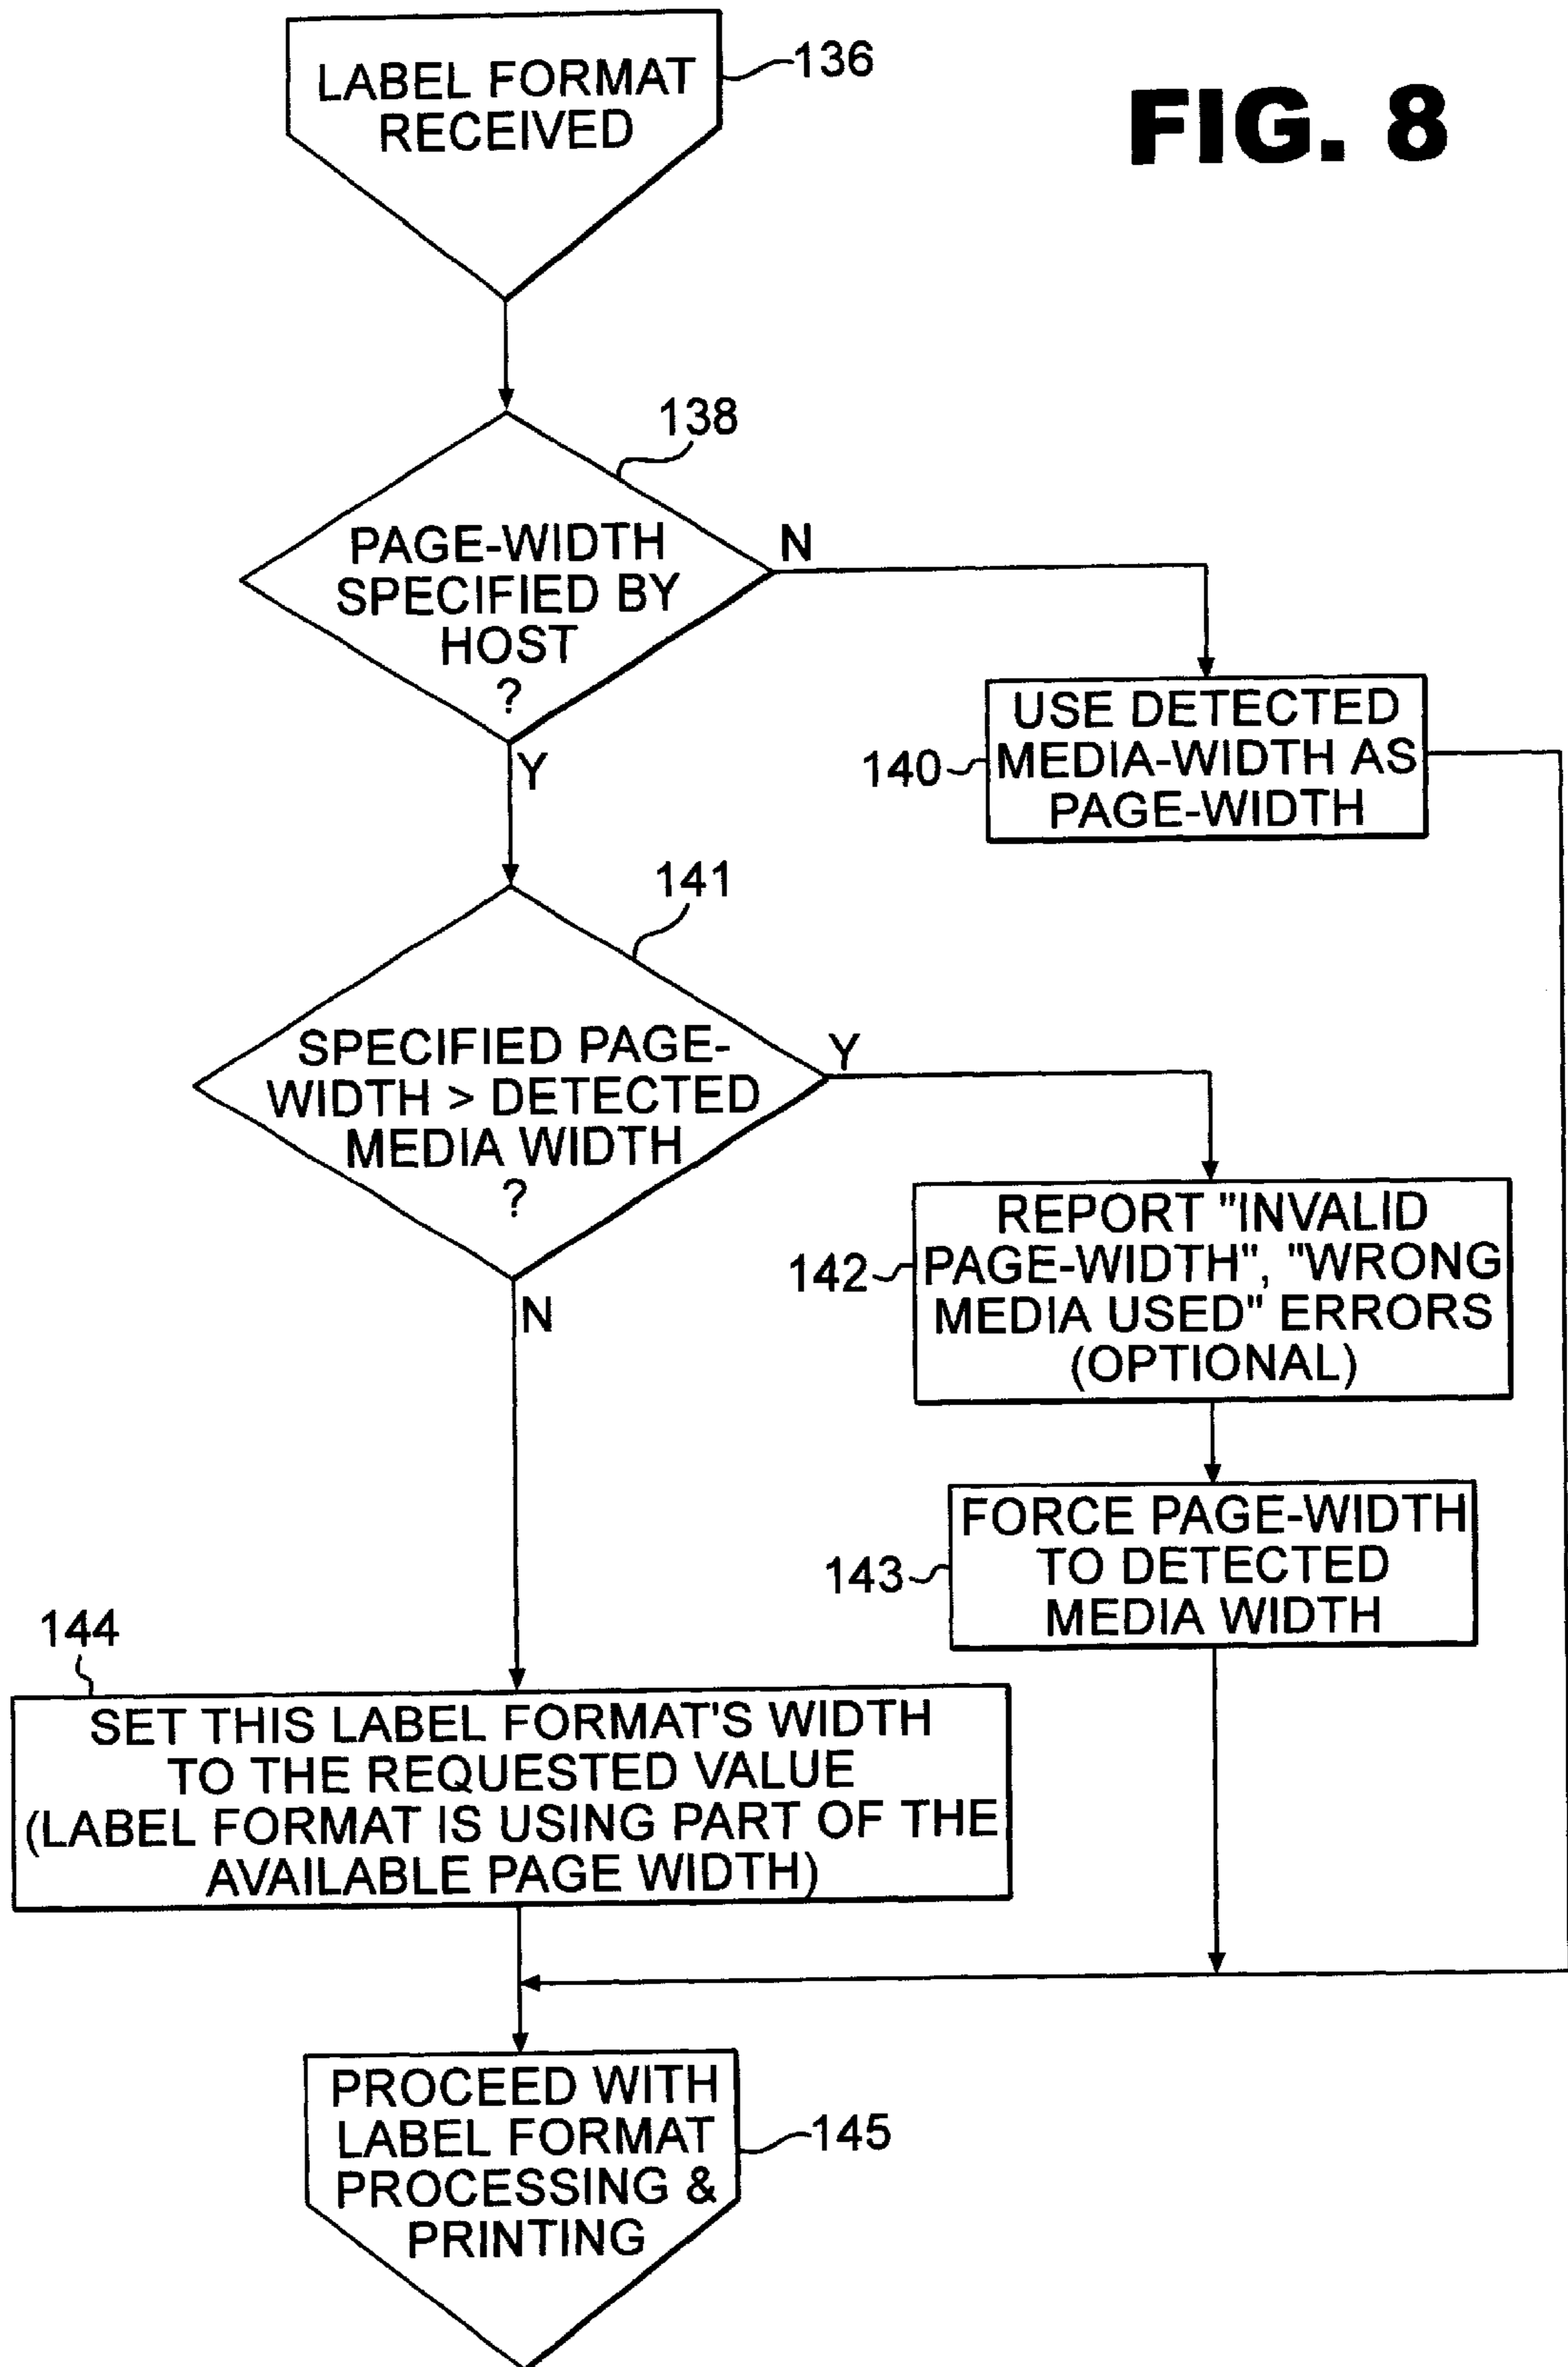 FIG. 8
LABEL FORMAT
RECEIVED
136
138
PAGE-WIDTH
SPECIFIED BY
HOST
?
N
Y
USE DETECTED
MEDIA-WIDTH AS
PAGE-WIDTH
140
141
SPECIFIED PAGE-
WIDTH > DETECTED
MEDIA WIDTH
?
Y
N
REPORT "INVALID
PAGE-WIDTH", "WRONG
MEDIA USED" ERRORS
(OPTIONAL)
142
FORCE PAGE-WIDTH
TO DETECTED
MEDIA WIDTH
143
144
SET THIS LABEL FORMAT'S WIDTH
TO THE REQUESTED VALUE
(LABEL FORMAT IS USING PART OF THE
AVAILABLE PAGE WIDTH)
PROCEED WITH
LABEL FORMAT
PROCESSING &
PRINTING
145